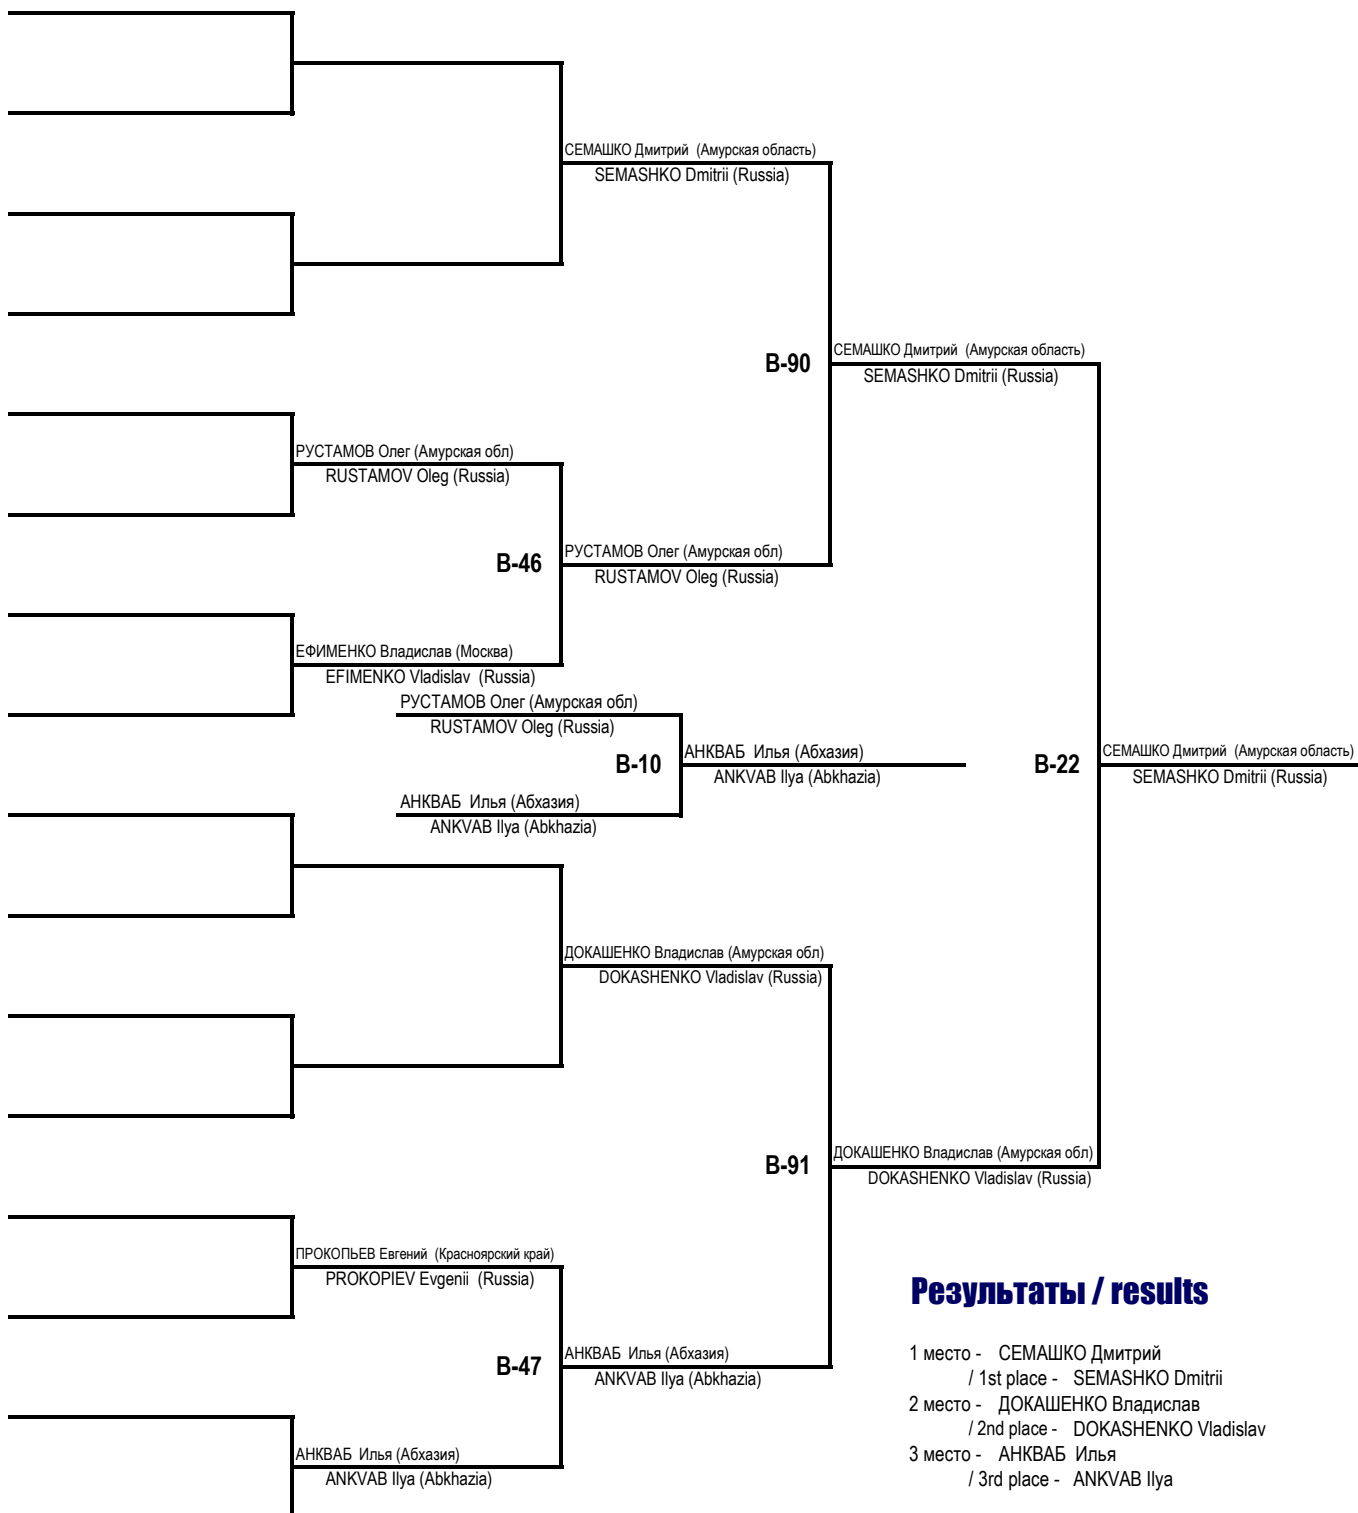 СЕМАШКО Дмитрий  (Амурская область)
SEMASHKO Dmitrii (Russia)
B-90
СЕМАШКО Дмитрий  (Амурская область)
SEMASHKO Dmitrii (Russia)
РУСТАМОВ Олег (Амурская обл)
RUSTAMOV Oleg (Russia)
B-46
РУСТАМОВ Олег (Амурская обл)
RUSTAMOV Oleg (Russia)
ЕФИМЕНКО Владислав (Москва)
EFIMENKO Vladislav  (Russia)
РУСТАМОВ Олег (Амурская обл)
RUSTAMOV Oleg (Russia)
B-10
АНКВАБ  Илья (Абхазия)
ANKVAB Ilya (Abkhazia)
B-22
СЕМАШКО Дмитрий  (Амурская область)
SEMASHKO Dmitrii (Russia)
АНКВАБ  Илья (Абхазия)
ANKVAB Ilya (Abkhazia)
ДОКАШЕНКО Владислав (Амурская обл)
DOKASHENKO Vladislav (Russia)
B-91
ДОКАШЕНКО Владислав (Амурская обл)
DOKASHENKO Vladislav (Russia)
ПРОКОПЬЕВ Евгений  (Красноярский край)
PROKOPIEV Evgenii  (Russia)
B-47
АНКВАБ  Илья (Абхазия)
ANKVAB Ilya (Abkhazia)
АНКВАБ  Илья (Абхазия)
ANKVAB Ilya (Abkhazia)
Результаты / results
1 место -   СЕМАШКО Дмитрий
/ 1st place -   SEMASHKO Dmitrii
2 место -   ДОКАШЕНКО Владислав
/ 2nd place -   DOKASHENKO Vladislav
3 место -   АНКВАБ  Илья
/ 3rd place -   ANKVAB Ilya